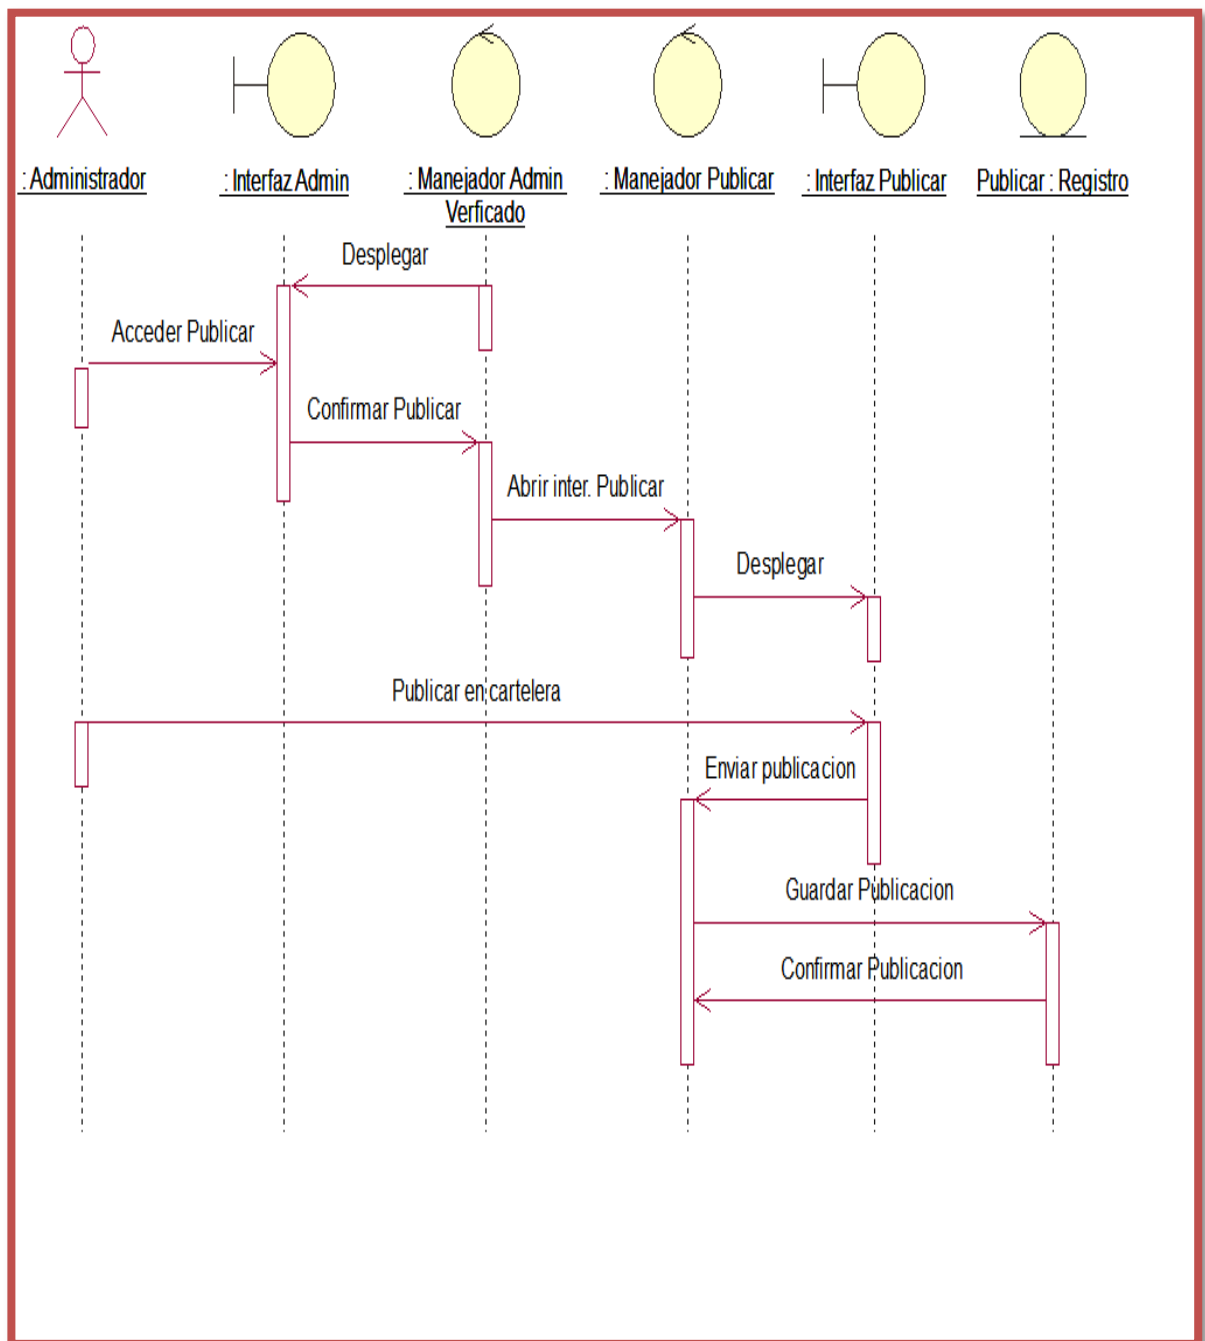 : Administrador
: Interfaz Admin
: Manejador Admin
Verficado
: Manejador Publicar
: Interfaz Publicar
Publicar : Registro
Desplegar
Acceder Publicar
Confirmar Publicar
Abrir inter. Publicar
Desplegar
Publicar en cartelera
Enviar publicacion
Guardar Publicacion
Confirmar Publicacion